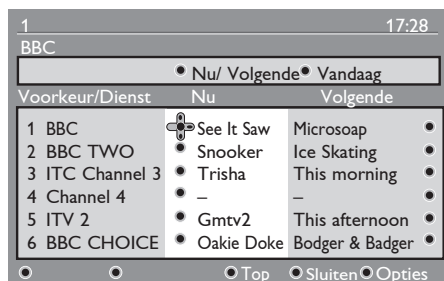 1 17:28
BBC
Nu/ Volgende Vandaag
Voorkeur/Dienst Nu Volgende
1 BBC See It Saw Microsoap
2 BBC TWO Snooker Ice Skating
3 ITC Channel 3 Trisha This morning
4 Channel 4 – –
5 ITV 2 Gmtv2 This afternoon
6 BBC CHOICE Oakie Doke Bodger & Badger
Top Sluiten Opties